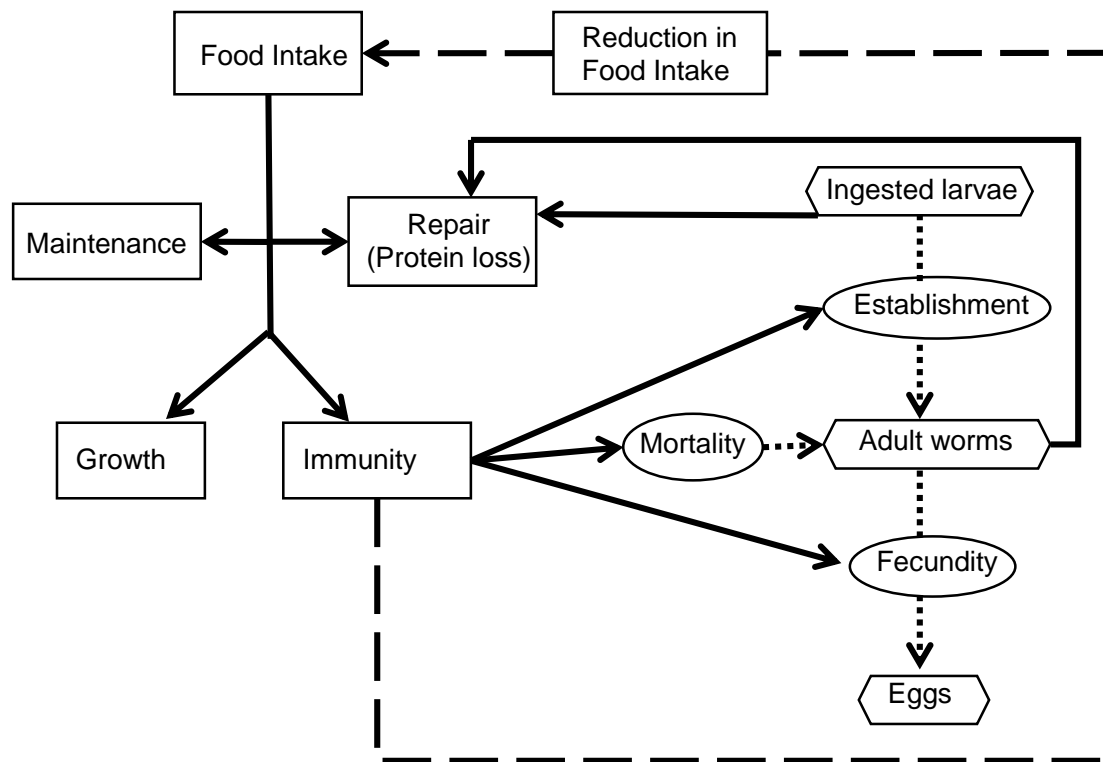 Food Intake
Reduction in
Food Intake
Ingested larvae
Maintenance
Repair
(Protein loss)
Establishment
Growth
Immunity
Mortality
Adult worms
Fecundity
Eggs